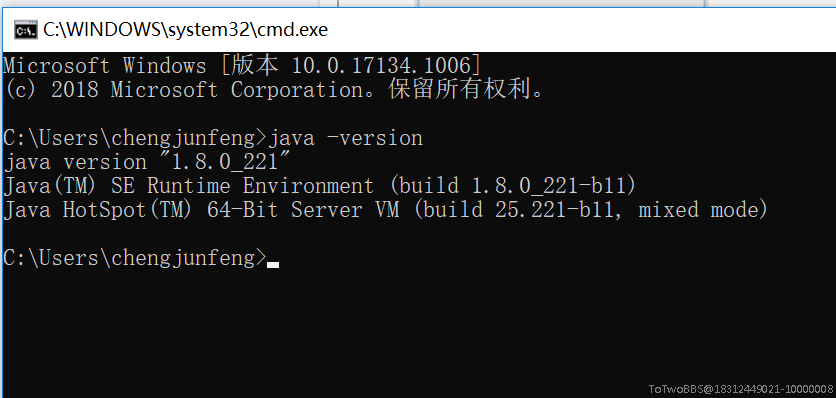 C:\WINDOWS\system32\cmd.exe
Microsoft Windows [版本 10.0.17134.1006]
(c) 2018 Microsoft Corporation。保留所有权利。
C:\Users\chengjunfeng>java -version
java version "1.8.0_221"
Java(TM) SE Runtime Environment (build 1.8.0_221-b11)
Java HotSpot(TM) 64-Bit Server VM (build 25.221-b11, mixed mode)
C:\Users\chengjunfeng>
ToTwoBBS@18312449021-10000008